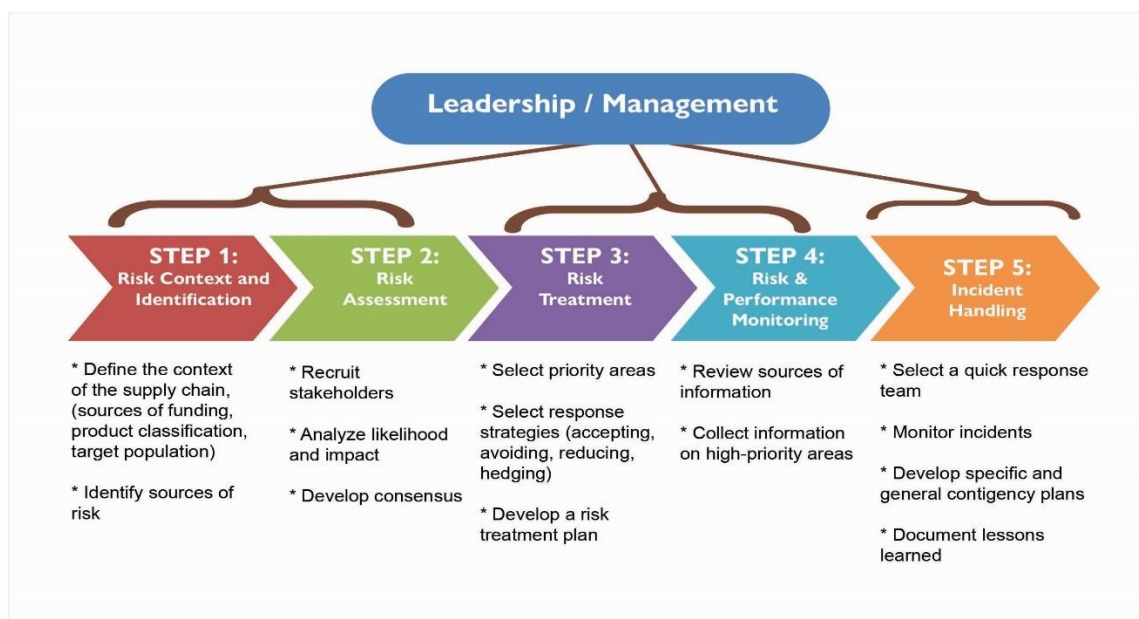 Leadership / Management
STEP 1:
Risk Context and
Identification
STEP 2:
Risk
Assessment
STEP 3:
Risk
Treatment
STEP 4:
Risk &
Performance
Monitoring
STEP 5:
Incident
Handling
* Define the context
of the supply chain,
(sources of funding,
product classification,
target population)
* Identify sources of
risk
* Recruit
stakeholders
* Analyze likelihood
and impact
* Develop consensus
* Select priority areas
* Select response
strategies (accepting,
avoiding, reducing,
hedging)
* Develop a risk
treatment plan
* Review sources of
information
* Collect information
on high-priority areas
* Select a quick response
team
* Monitor incidents
* Develop specific and
general contigency plans
* Document lessons
learned